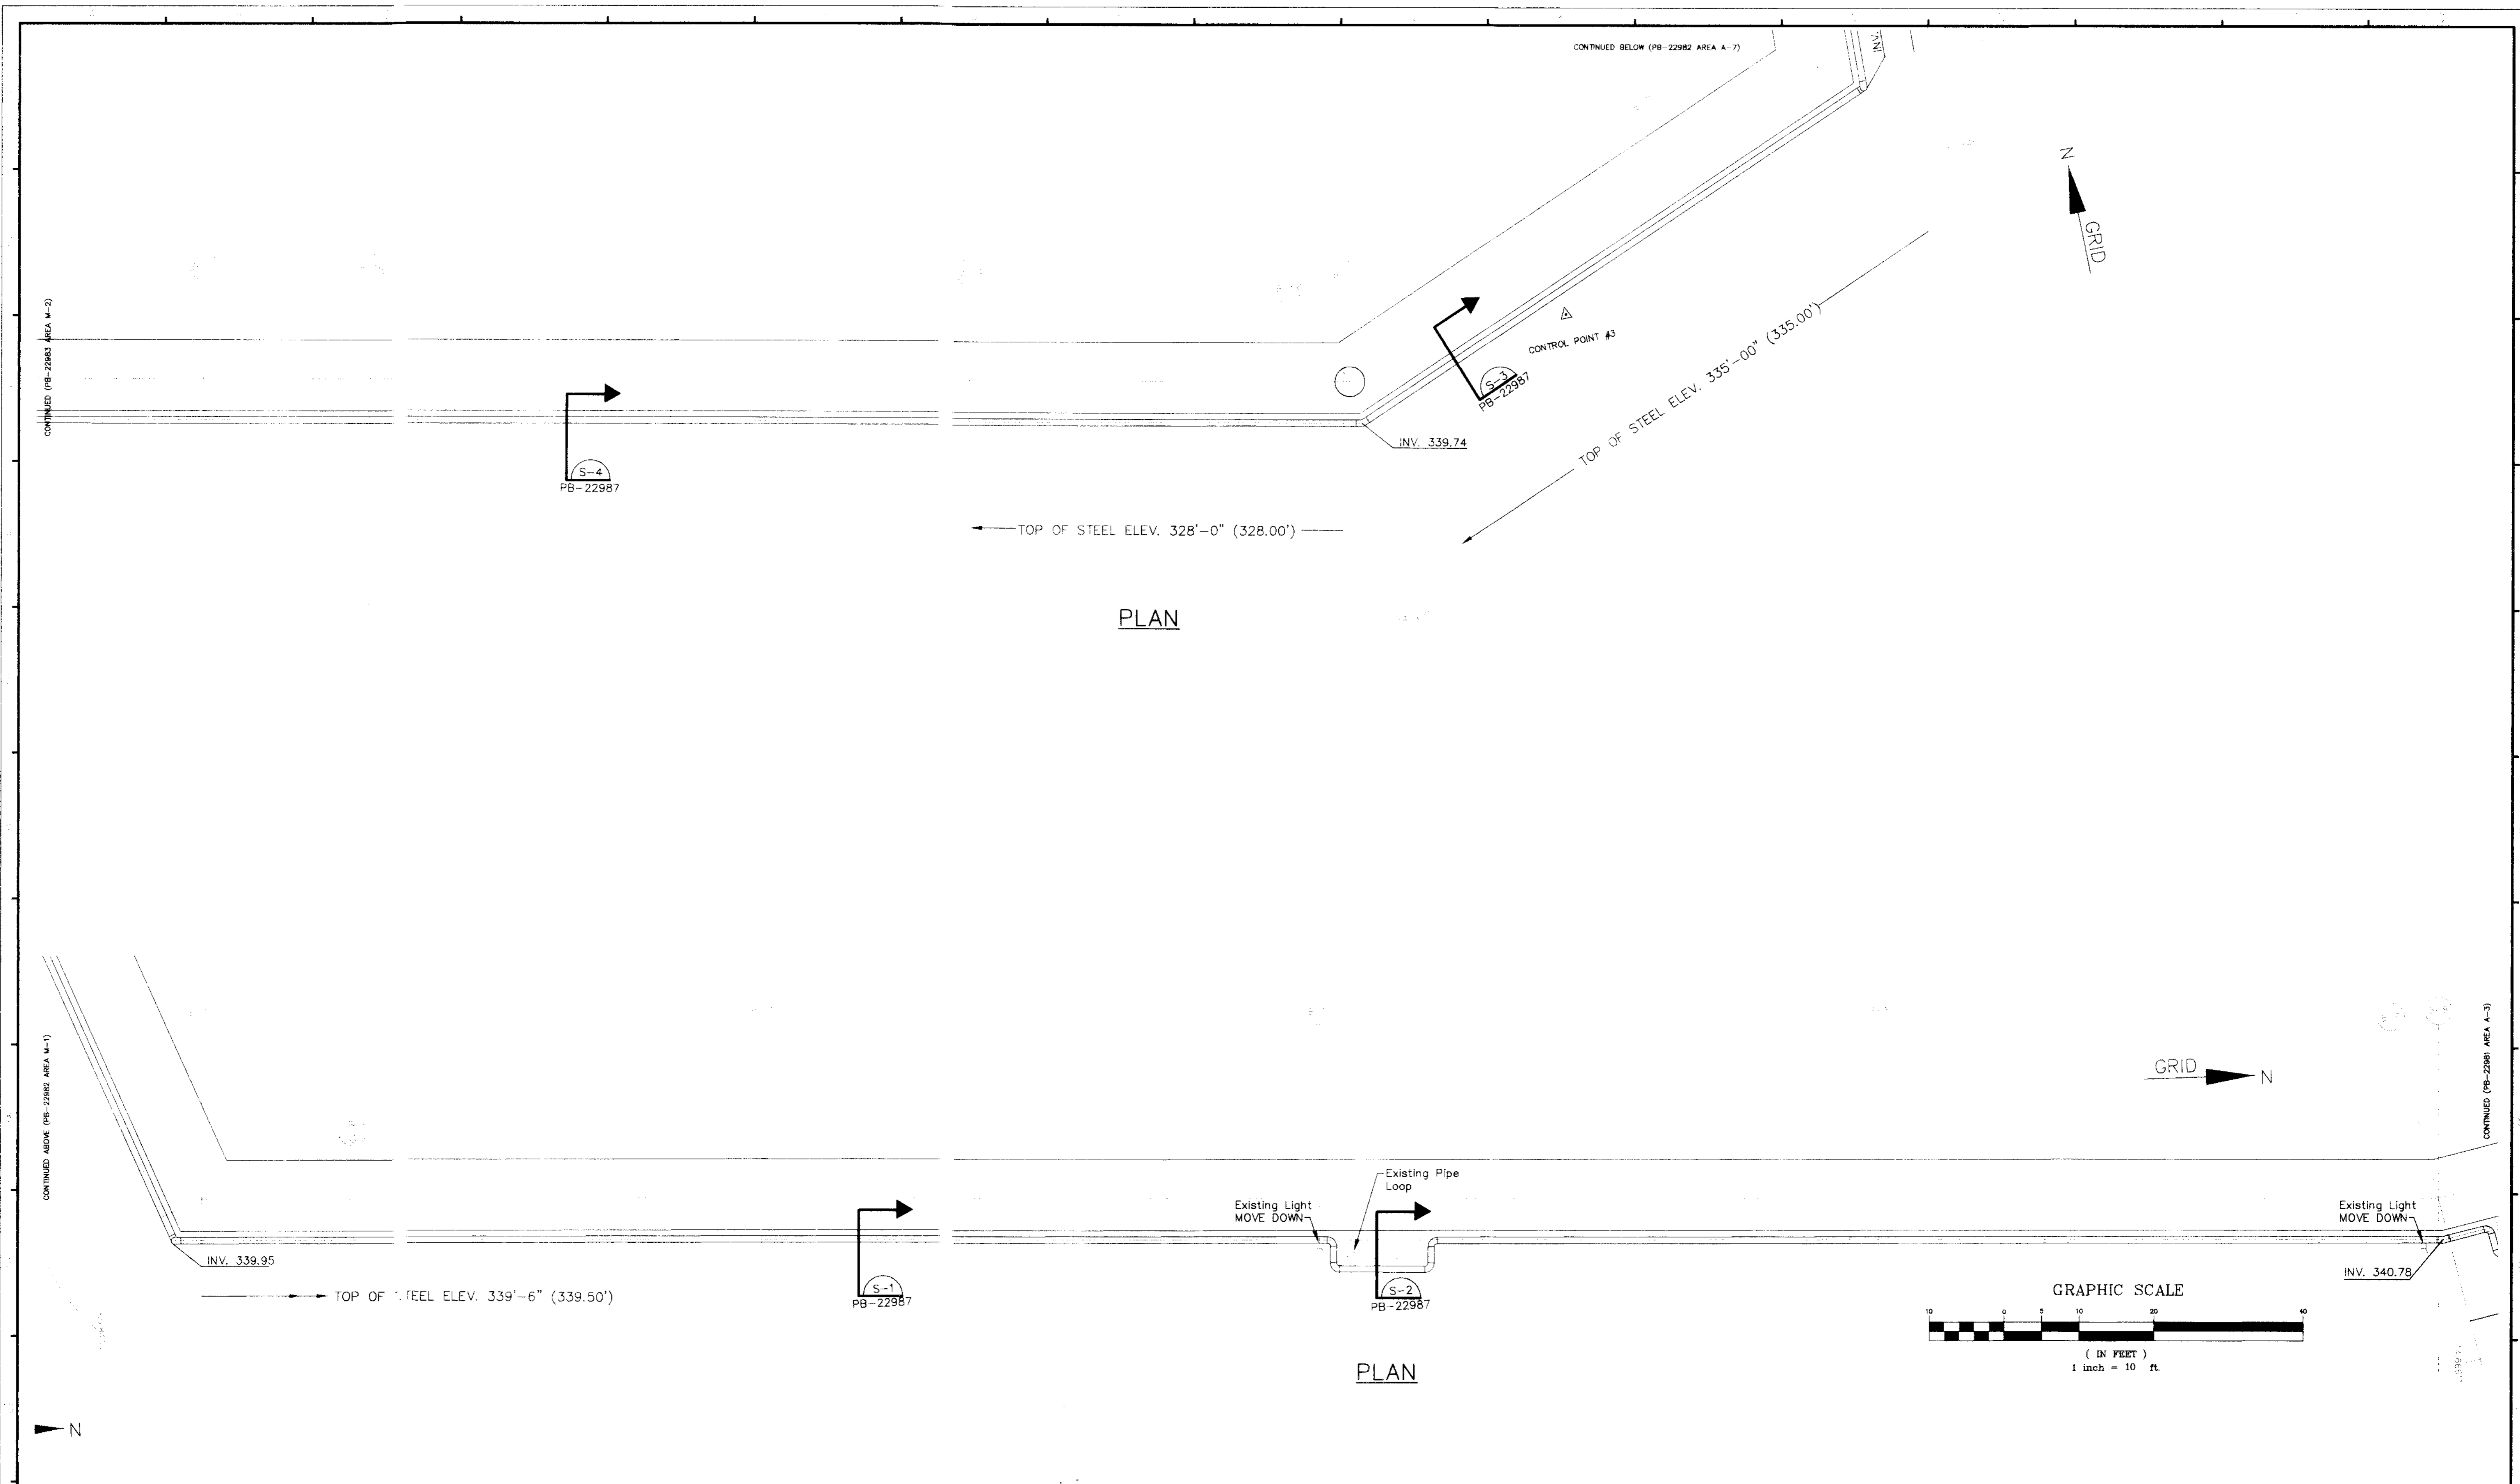 CONTINUED BELOW (PB-22982 AREA A-7)
INV.
N
GRID
CONTINUED (PB-22983 AREA M-2)
CONTROL POINT #3
S-3
PB-22987
TOP OF STEEL ELEV. 335'-00" (335.00')
INV. 339.74
S-4
PB-22987
TOP OF STEEL ELEV. 328'-0" (328.00')
PLAN
CONTINUED ABOVE (PB-22982 AREA M-1)
CONTINUED (PB-22981 AREA A-3)
GRID
N
Existing Pipe
Loop
Existing Light
MOVE DOWN
Existing Light
MOVE DOWN
INV. 339.95
INV. 340.78
S-1
PB-22987
S-2
PB-22987
TOP OF TEEL ELEV. 339'-6" (339.50')
GRAPHIC SCALE
10 0 5 10 20 40
( IN FEET )
1 inch = 10 ft.
PLAN
N